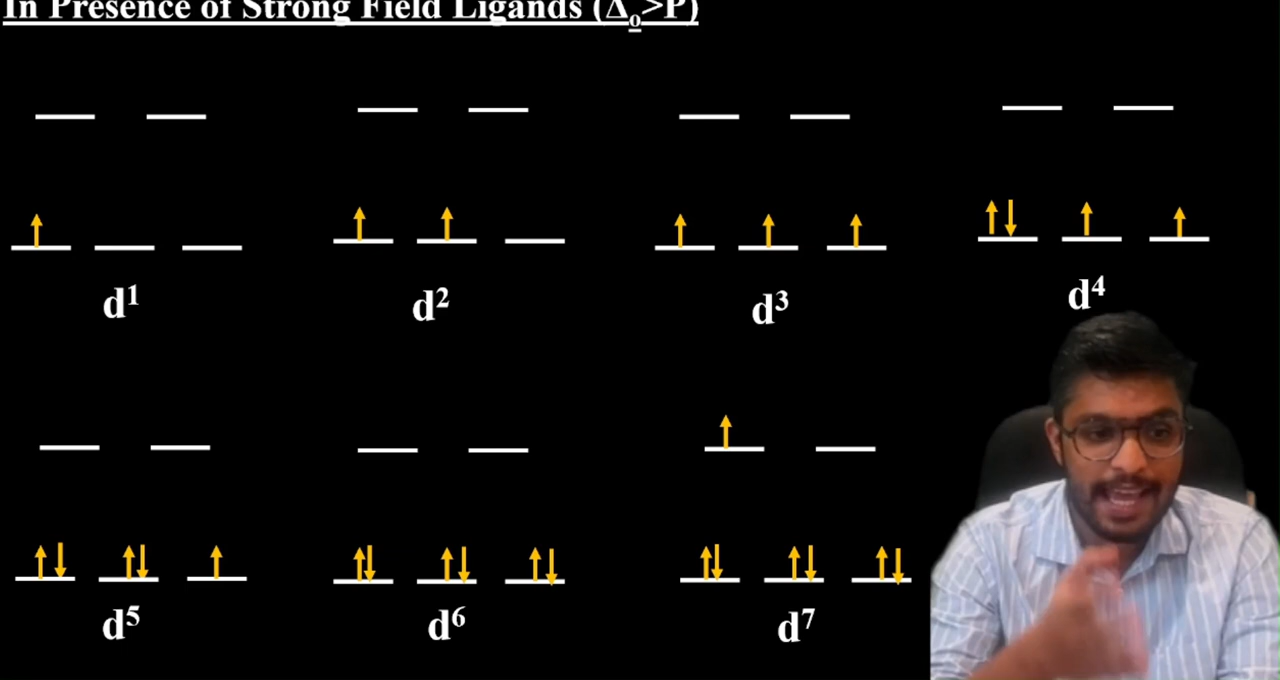 In Presence of Strong Field Ligands (Δₒ>P)
d¹ d² d³ d⁴
d⁵ d⁶ d⁷